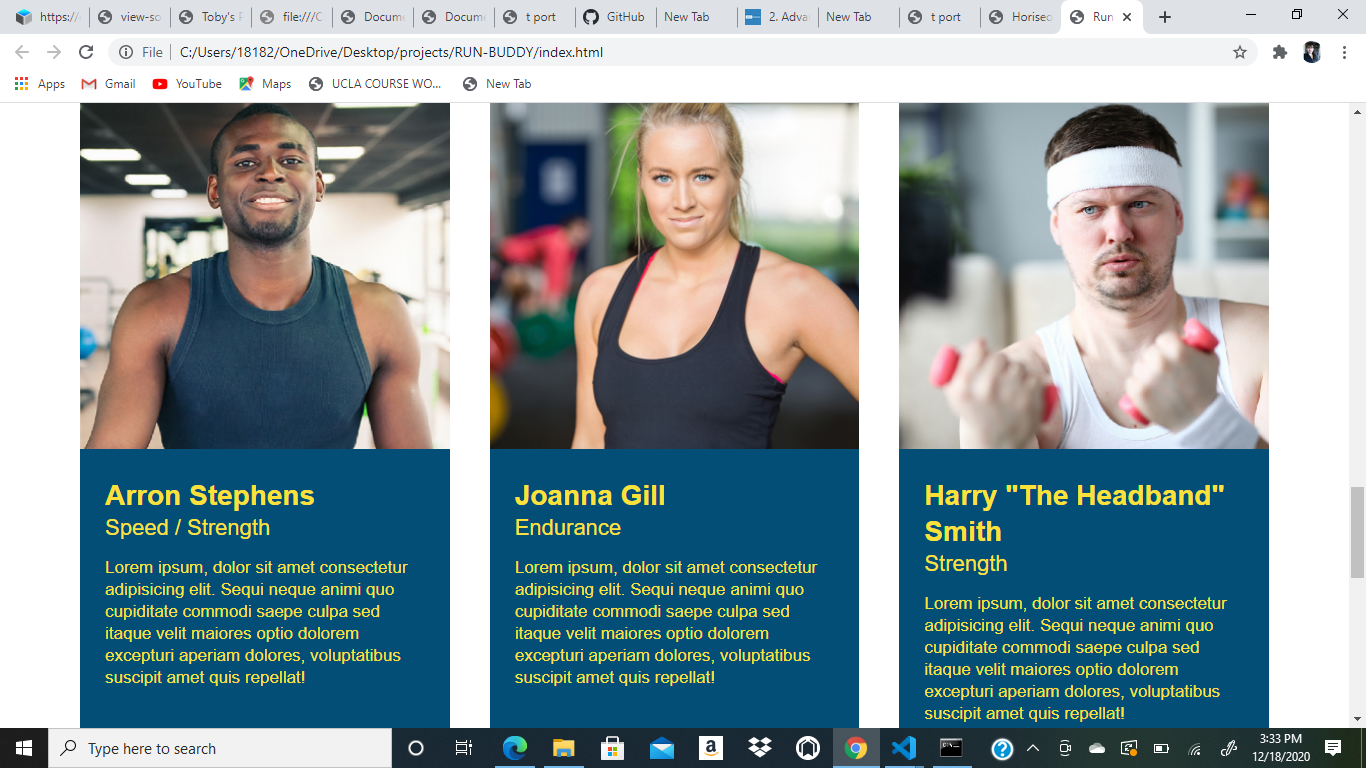 https://
view-so
Toby's
file:///C
Docume
Docume
t port
GitHub
New Tab
2. Adva
New Tab
t port
Horiseo
Run
File
C:/Users/18182/OneDrive/Desktop/projects/RUN-BUDDY/index.html
Apps
Gmail
YouTube
Maps
UCLA COURSE WO...
New Tab
Arron Stephens
Speed / Strength
Lorem ipsum, dolor sit amet consectetur
adipisicing elit. Sequi neque animi quo
cupiditate commodi saepe culpa sed
itaque velit maiores optio dolorem
excepturi aperiam dolores, voluptatibus
suscipit amet quis repellat!
Joanna Gill
Endurance
Lorem ipsum, dolor sit amet consectetur
adipisicing elit. Sequi neque animi quo
cupiditate commodi saepe culpa sed
itaque velit maiores optio dolorem
excepturi aperiam dolores, voluptatibus
suscipit amet quis repellat!
Harry "The Headband"
Smith
Strength
Lorem ipsum, dolor sit amet consectetur
adipisicing elit. Sequi neque animi quo
cupiditate commodi saepe culpa sed
itaque velit maiores optio dolorem
excepturi aperiam dolores, voluptatibus
suscipit amet quis repellat!
Type here to search
3:33 PM
12/18/2020